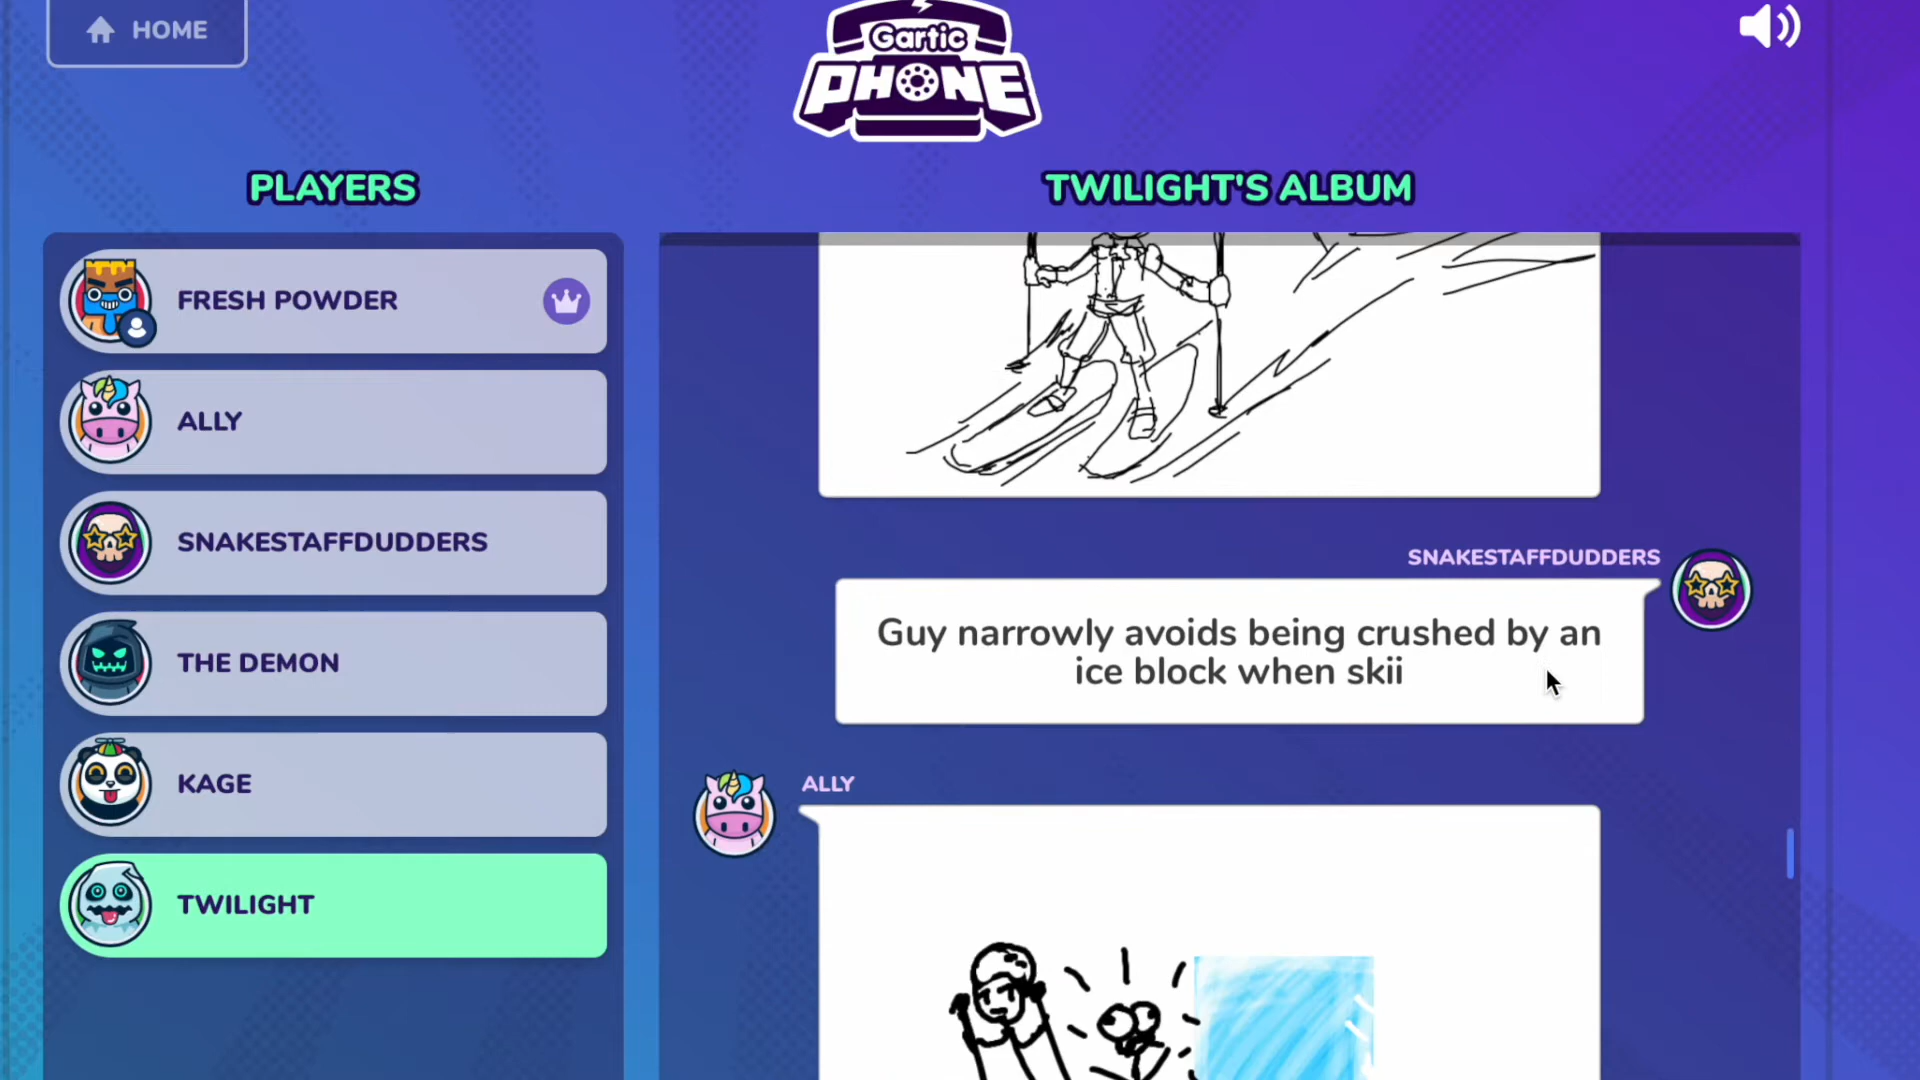 HOME
Gartic
PHONE
PLAYERS
TWILIGHT'S ALBUM
FRESH POWDER
ALLY
SNAKESTAFFDUDDERS
THE DEMON
KAGE
TWILIGHT
SNAKESTAFFDUDDERS
Guy narrowly avoids being crushed by an
ice block when skii
ALLY